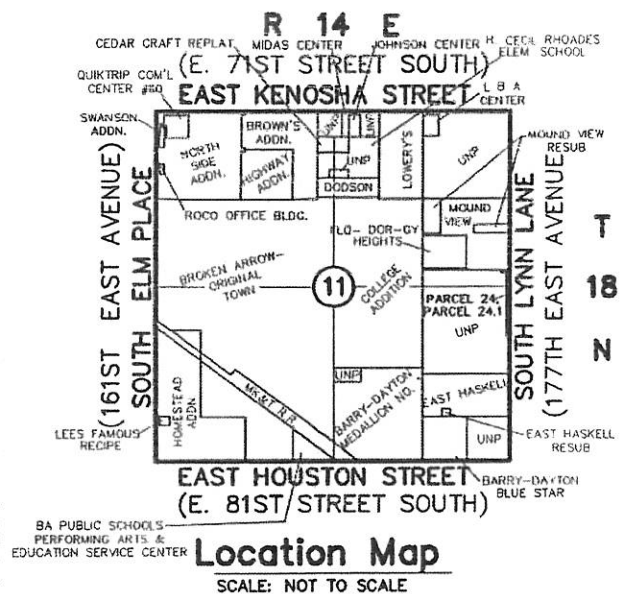 R 14 E
CEDAR CRAFT REPLAT
MIDAS CENTER
JOHNSON CENTER
H. CECIL RHOADES
ELEM SCHOOL
(E. 71ST STREET SOUTH)
QUIKTRIP COM'L
CENTER #50
EAST KENOSHA STREET
L B A
CENTER
SWANSON
ADDN.
MOUND VIEW
RESUB
NORTH
SIDE
ADDN.
BROWN'S
ADDN.
HIGHWAY
ADDN.
UNP
UNP
UNP
DODSON
LOWERY'S
UNP
ROCO OFFICE BLDG.
MOUND
VIEW
FLO-DOR-GY
HEIGHTS
(161ST EAST AVENUE)
SOUTH ELM PLACE
SOUTH LYNN LANE
(177TH EAST AVENUE)
T
18
N
BROKEN ARROW-
ORIGINAL
TOWN
11
COLLEGE
ADDITION
PARCEL 24,
PARCEL 24.1
UNP
MK&T R.R.
HOMESTEAD
ADDN
UNP
BARRY-DAYTON
MEDALLION NO.
EAST HASKELL
UNP
LEES FAMOUS
RECIPE
EAST HASKELL
RESUB
EAST HOUSTON STREET
(E. 81ST STREET SOUTH)
BARRY-DAYTON
BLUE STAR
BA PUBLIC SCHOOLS
PERFORMING ARTS &
EDUCATION SERVICE CENTER
Location Map
SCALE: NOT TO SCALE